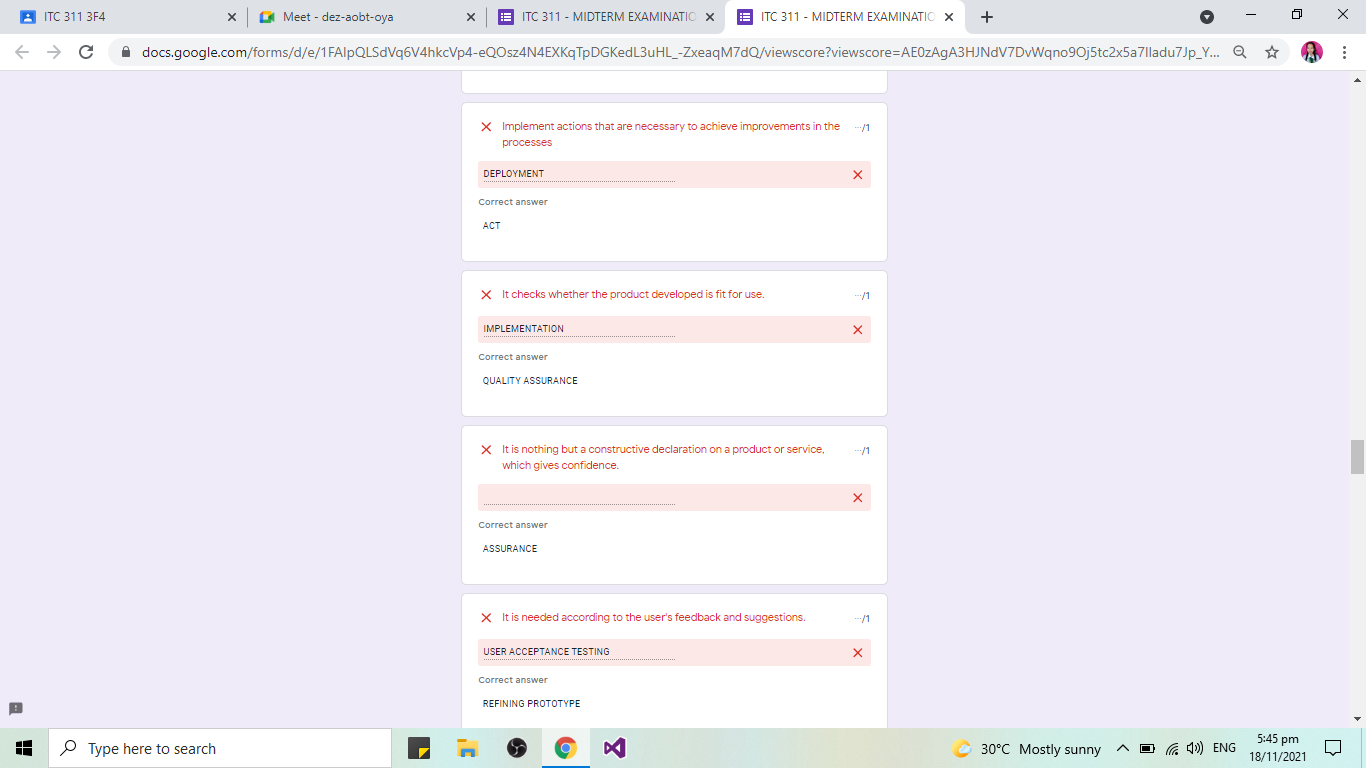 ITC 311 3F4
Meet - dez-aobt-oya
ITC 311 - MIDTERM EXAMINATIO
ITC 311 - MIDTERM EXAMINATIO
docs.google.com/forms/d/e/1FAIpQLSdVq6V4hkcVp4-eQOsz4N4EXKqTpDGKedL3uHL_-ZxeaqM7dQ/viewscore?viewscore=AE0zAgA3HJNdV7DvWqno9Oj5tc2x5a7lladu7Jp_Y...
Implement actions that are necessary to achieve improvements in the
processes
···/1
DEPLOYMENT
Correct answer
ACT
It checks whether the product developed is fit for use.
···/1
IMPLEMENTATION
Correct answer
QUALITY ASSURANCE
It is nothing but a constructive declaration on a product or service,
which gives confidence.
···/1
Correct answer
ASSURANCE
It is needed according to the user's feedback and suggestions.
···/1
USER ACCEPTANCE TESTING
Correct answer
REFINING PROTOTYPE
Type here to search
30°C Mostly sunny
ENG
5:45 pm
18/11/2021